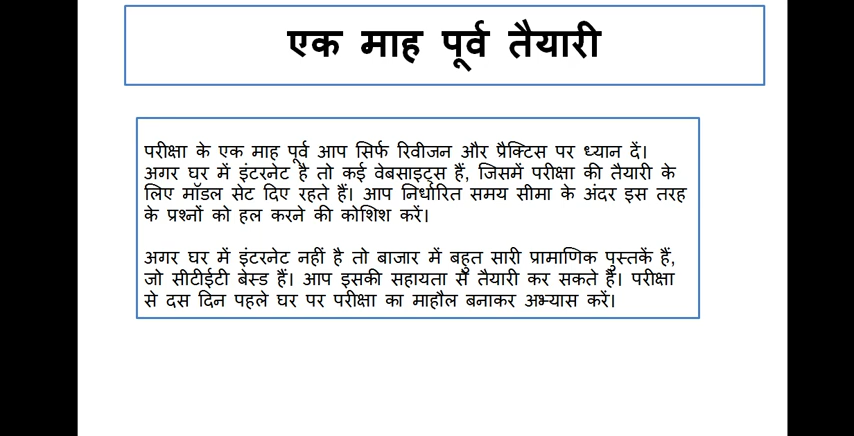 एक माह पूर्व तैयारी
परीक्षा के एक माह पूर्व आप सिर्फ रिवीजन और प्रैक्टिस पर ध्यान दें।
अगर घर में इंटरनेट है तो कई वेबसाइट्स हैं, जिसमें परीक्षा की तैयारी के
लिए मॉडल सेट दिए रहते हैं। आप निर्धारित समय सीमा के अंदर इस तरह
के प्रश्नों को हल करने की कोशिश करें।
अगर घर में इंटरनेट नहीं है तो बाजार में बहुत सारी प्रामाणिक पुस्तकें हैं,
जो सीटीईटी बेस्ड हैं। आप इसकी सहायता से तैयारी कर सकते हैं। परीक्षा
से दस दिन पहले घर पर परीक्षा का माहौल बनाकर अभ्यास करें।